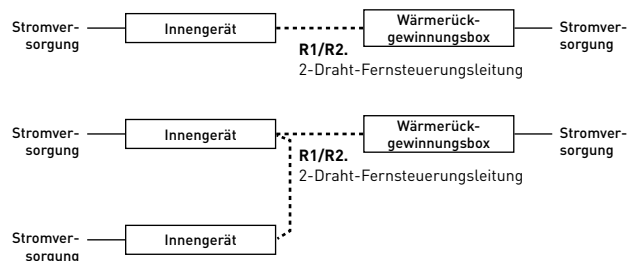 Stromver-
sorgung
Innengerät
Wärmerück-
gewinnungsbox
Stromver-
sorgung
R1/R2.
2-Draht-Fernsteuerungsleitung
Stromver-
sorgung
Innengerät
Wärmerück-
gewinnungsbox
Stromver-
sorgung
R1/R2.
2-Draht-Fernsteuerungsleitung
Stromver-
sorgung
Innengerät